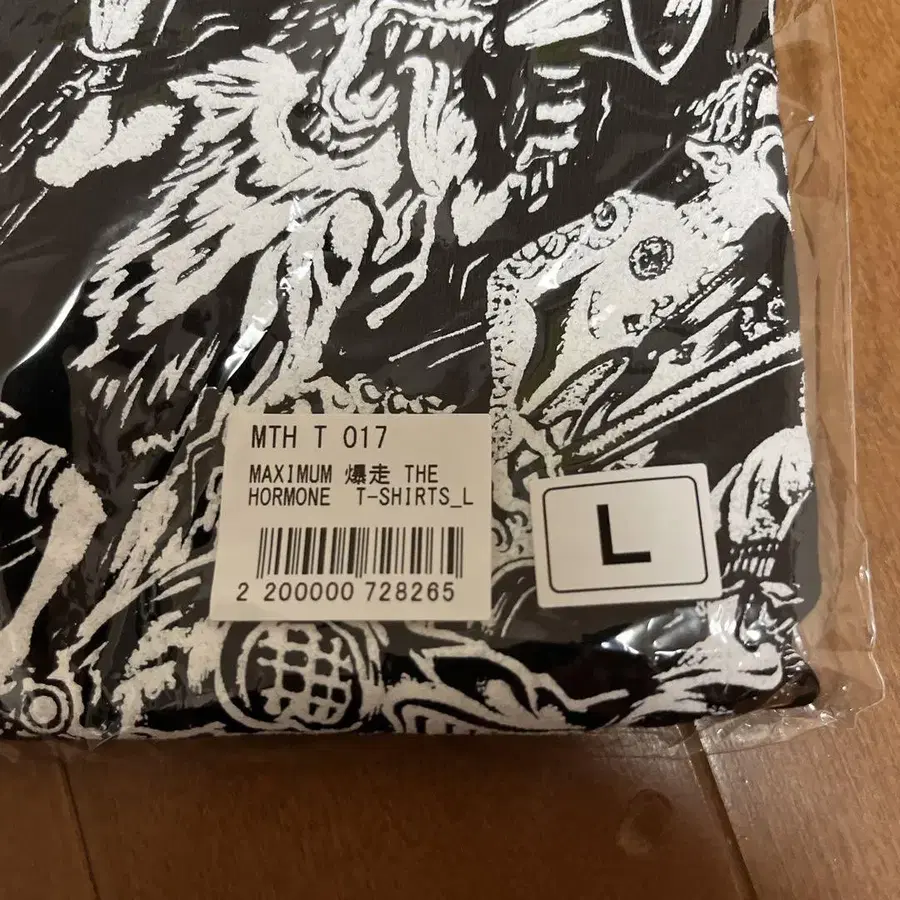 MTH T 017
MAXIMUM 爆走 THE
HORMONE T-SHIRTS_L
2 200000 728265
L